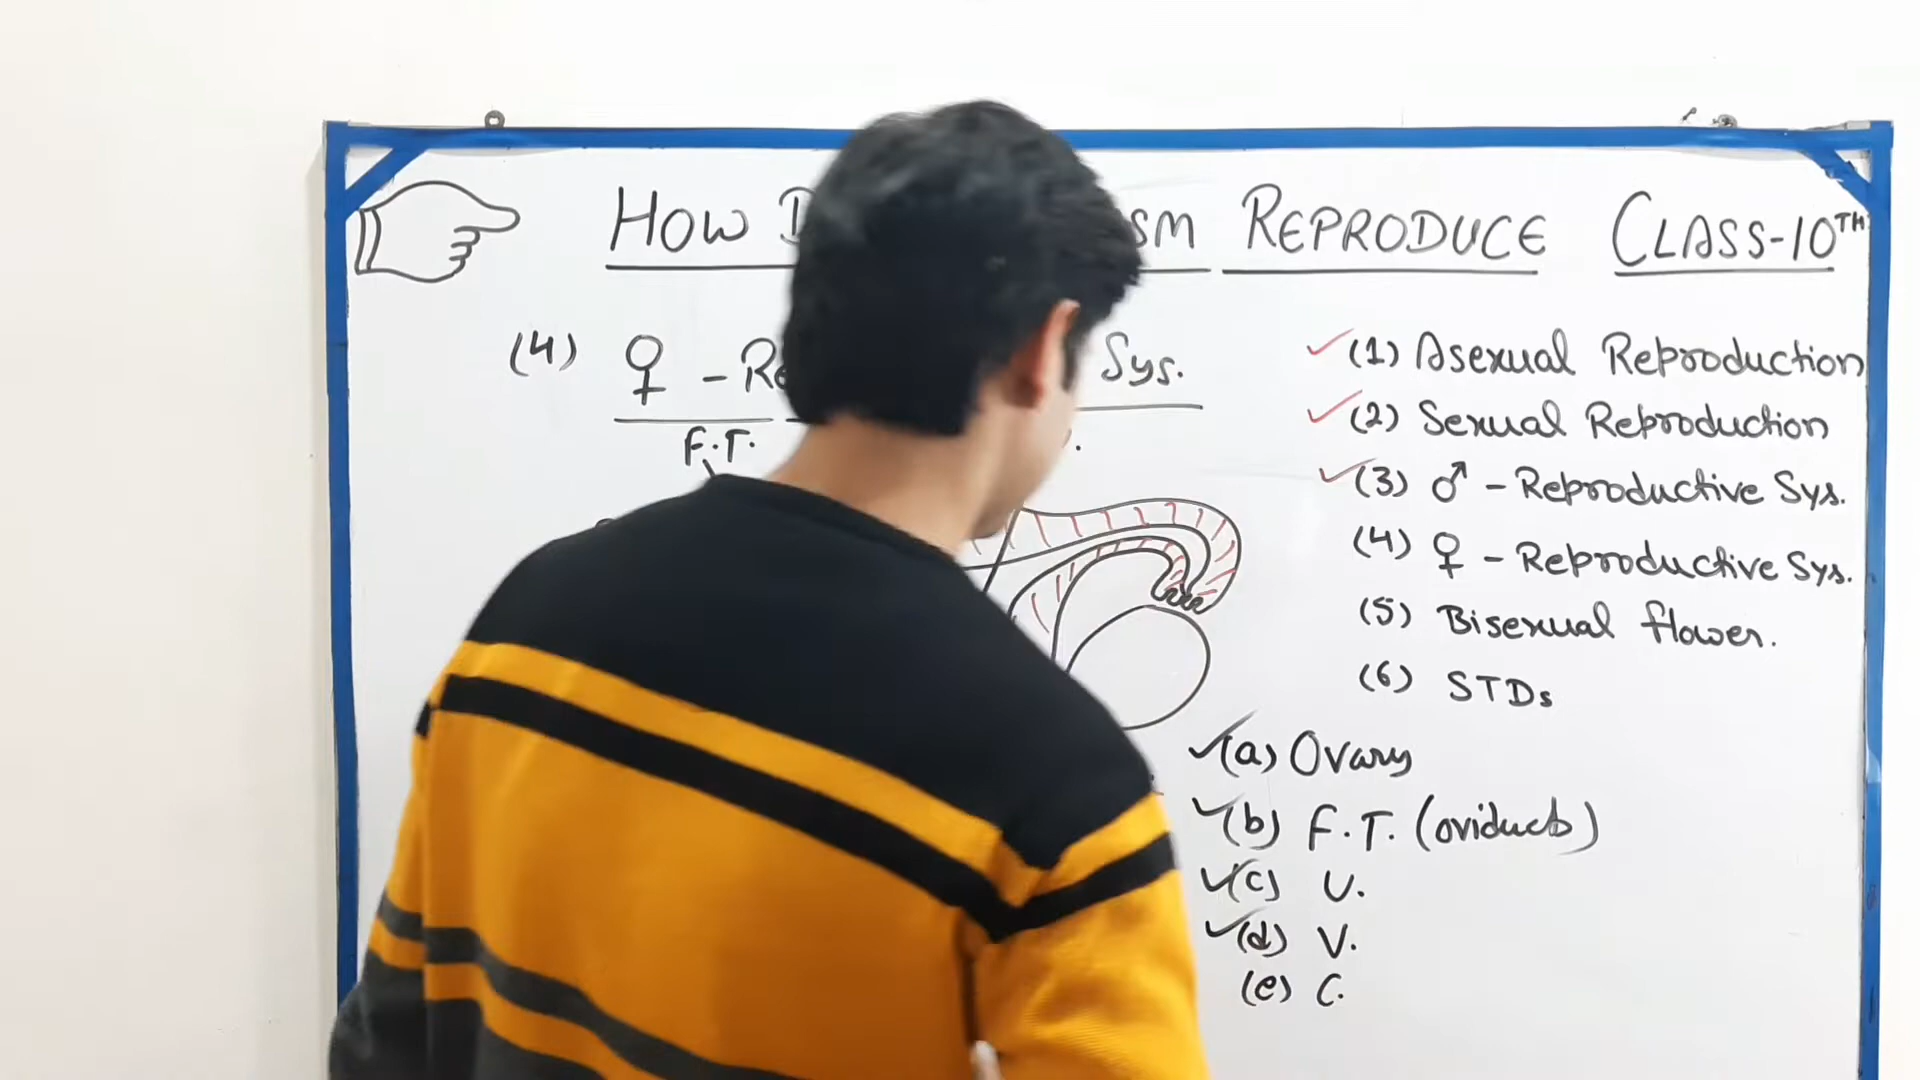 HOW SM REPRODUCE CLASS-10TH
(4) ♀ - Re Sys.
F.T.
(1) Asexual Reproduction
(2) Sexual Reproduction
(3) ♂ - Reproductive Sys.
(4) ♀ - Reproductive Sys.
(5) Bisexual flower.
(6) STDs
(a) Ovary
(b) F.T. (oviducts)
(c) U.
(d) V.
(e) C.